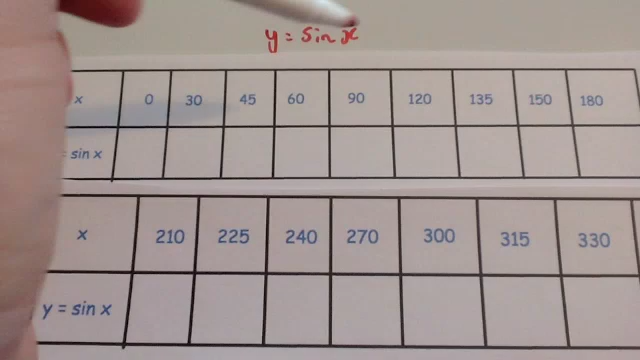 y = sin x
x 0 30 45 60 90 120 135 150 180
= sin x
x 210 225 240 270 300 315 330
y = sin x